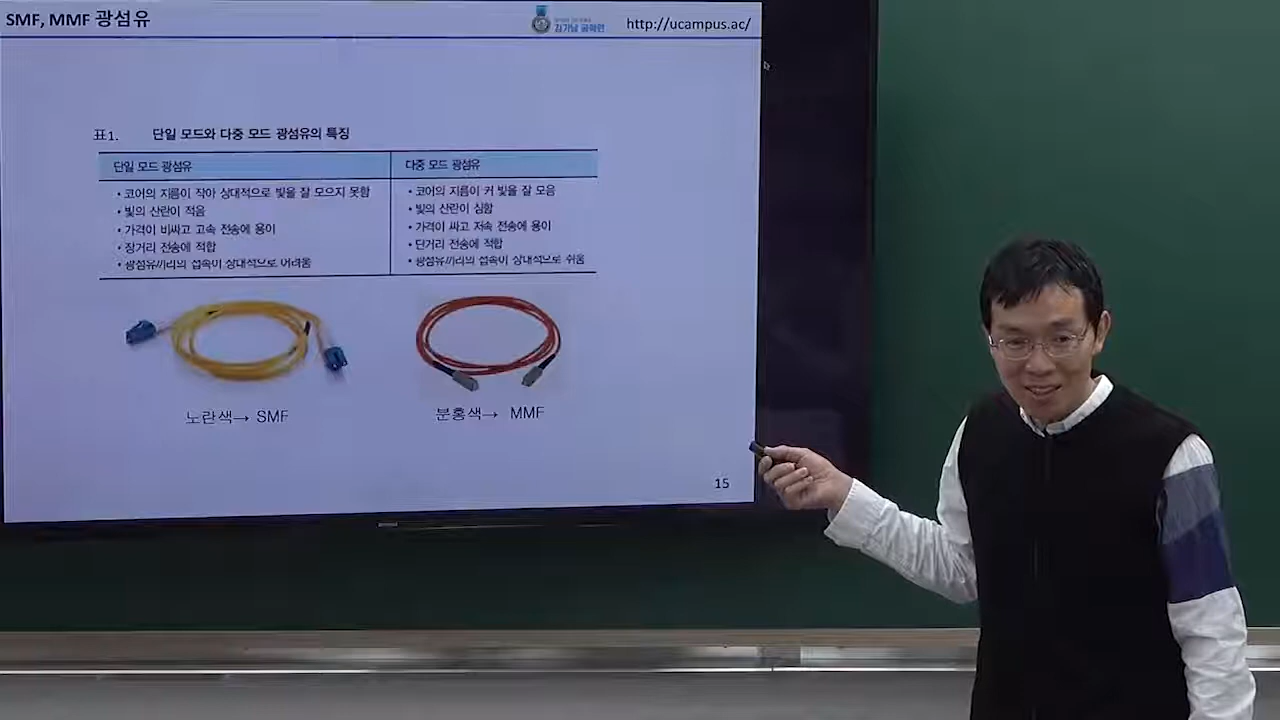 SMF, MMF 광섬유
김기남 공학원
http://ucampus.ac/
표1. 단일 모드와 다중 모드 광섬유의 특징
단일 모드 광섬유
• 코어의 지름이 작아 상대적으로 빛을 잘 모으지 못함
• 빛의 산란이 적음
• 가격이 비싸고 고속 전송에 용이
• 장거리 전송에 적합
• 광섬유끼리의 접속이 상대적으로 어려움
다중 모드 광섬유
• 코어의 지름이 커 빛을 잘 모음
• 빛의 산란이 심함
• 가격이 싸고 저속 전송에 용이
• 단거리 전송에 적합
• 광섬유끼리의 접속이 상대적으로 쉬움
노란색→ SMF
분홍색→ MMF
15